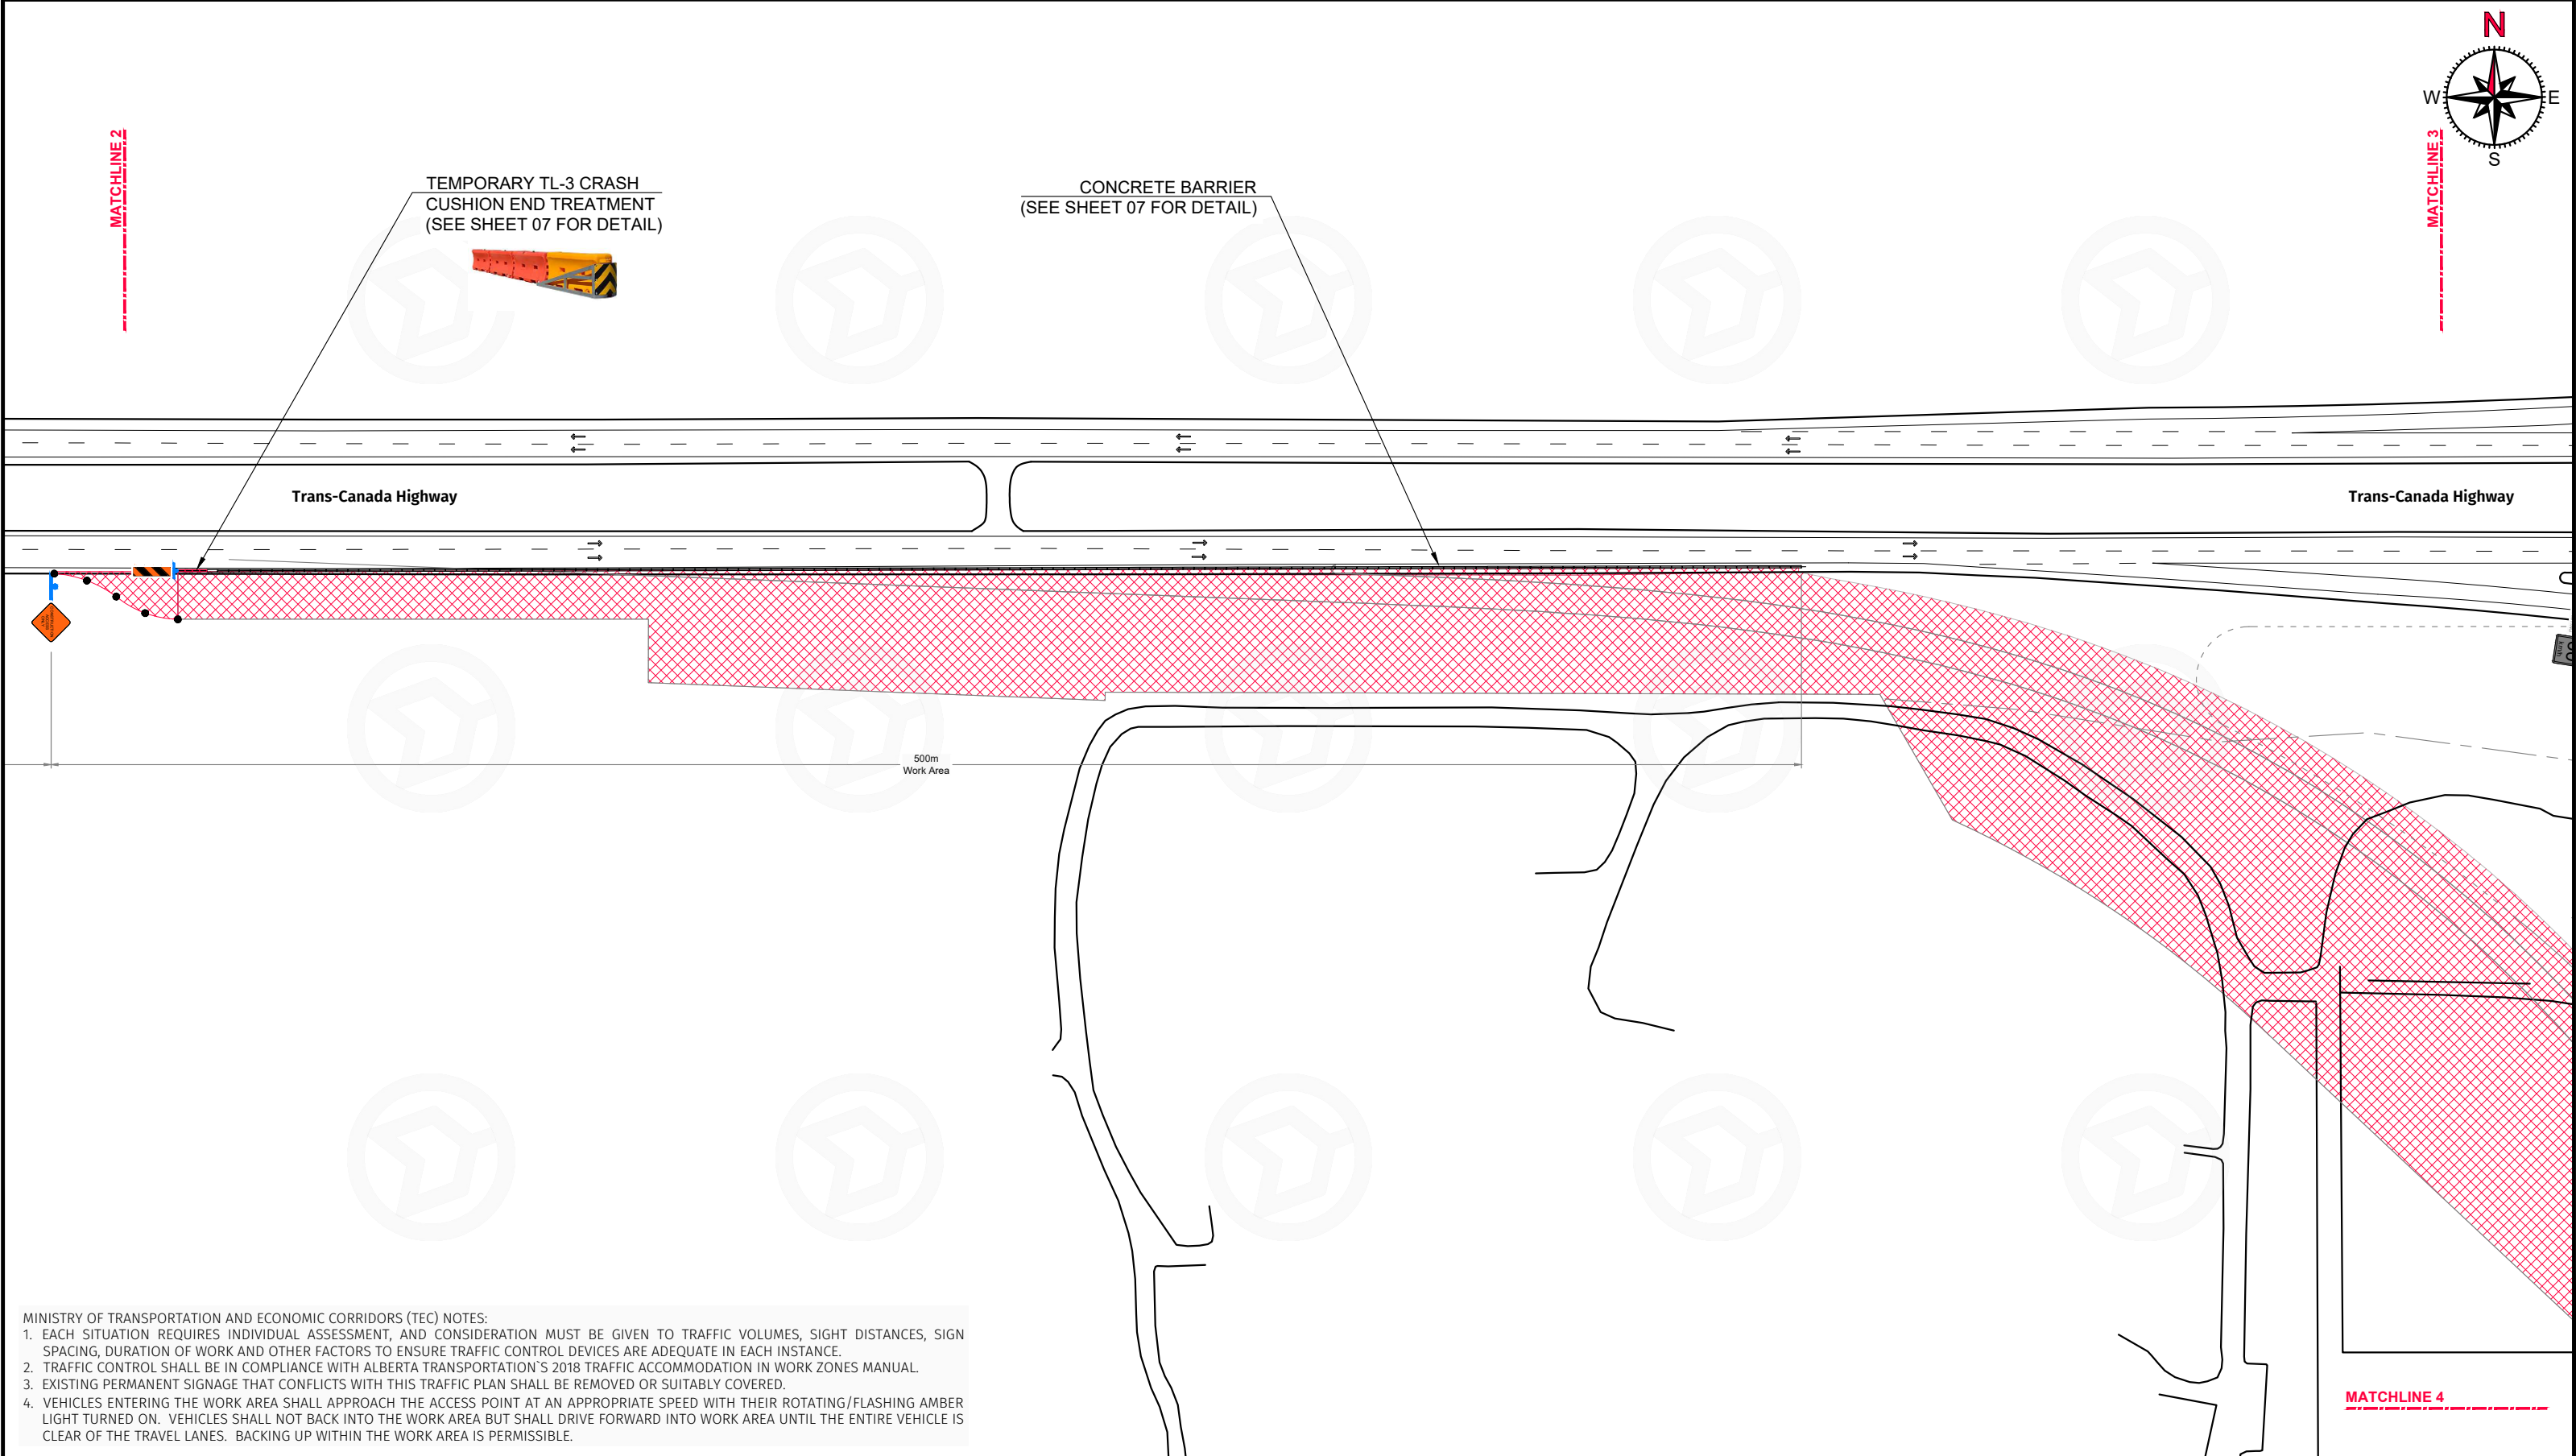 N
W
E
S
MATCHLINE 2
MATCHLINE 3
TEMPORARY TL-3 CRASH
CUSHION END TREATMENT
(SEE SHEET 07 FOR DETAIL)
CONCRETE BARRIER
(SEE SHEET 07 FOR DETAIL)
Trans-Canada Highway
Trans-Canada Highway
500m
Work Area
MINISTRY OF TRANSPORTATION AND ECONOMIC CORRIDORS (TEC) NOTES:
1. EACH SITUATION REQUIRES INDIVIDUAL ASSESSMENT, AND CONSIDERATION MUST BE GIVEN TO TRAFFIC VOLUMES, SIGHT DISTANCES, SIGN
SPACING, DURATION OF WORK AND OTHER FACTORS TO ENSURE TRAFFIC CONTROL DEVICES ARE ADEQUATE IN EACH INSTANCE.
2. TRAFFIC CONTROL SHALL BE IN COMPLIANCE WITH ALBERTA TRANSPORTATION`S 2018 TRAFFIC ACCOMMODATION IN WORK ZONES MANUAL.
3. EXISTING PERMANENT SIGNAGE THAT CONFLICTS WITH THIS TRAFFIC PLAN SHALL BE REMOVED OR SUITABLY COVERED.
4. VEHICLES ENTERING THE WORK AREA SHALL APPROACH THE ACCESS POINT AT AN APPROPRIATE SPEED WITH THEIR ROTATING/FLASHING AMBER
LIGHT TURNED ON. VEHICLES SHALL NOT BACK INTO THE WORK AREA BUT SHALL DRIVE FORWARD INTO WORK AREA UNTIL THE ENTIRE VEHICLE IS
CLEAR OF THE TRAVEL LANES. BACKING UP WITHIN THE WORK AREA IS PERMISSIBLE.
MATCHLINE 4